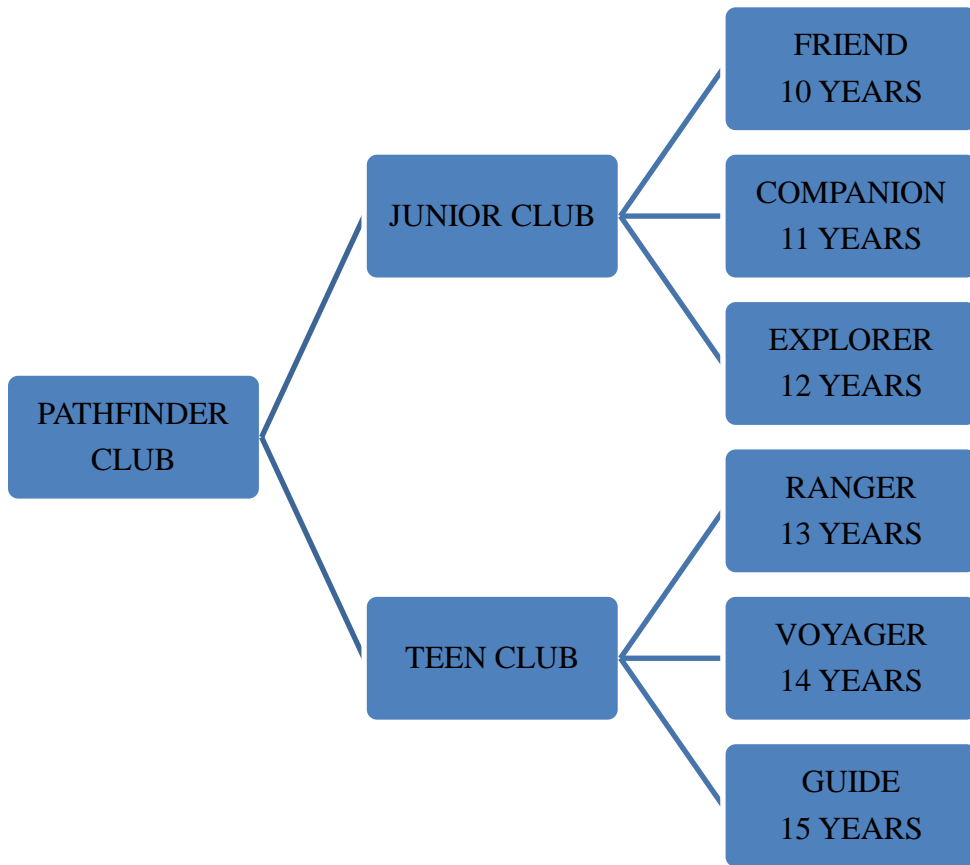 PATHFINDER
CLUB
JUNIOR CLUB
FRIEND
10 YEARS
COMPANION
11 YEARS
EXPLORER
12 YEARS
TEEN CLUB
RANGER
13 YEARS
VOYAGER
14 YEARS
GUIDE
15 YEARS